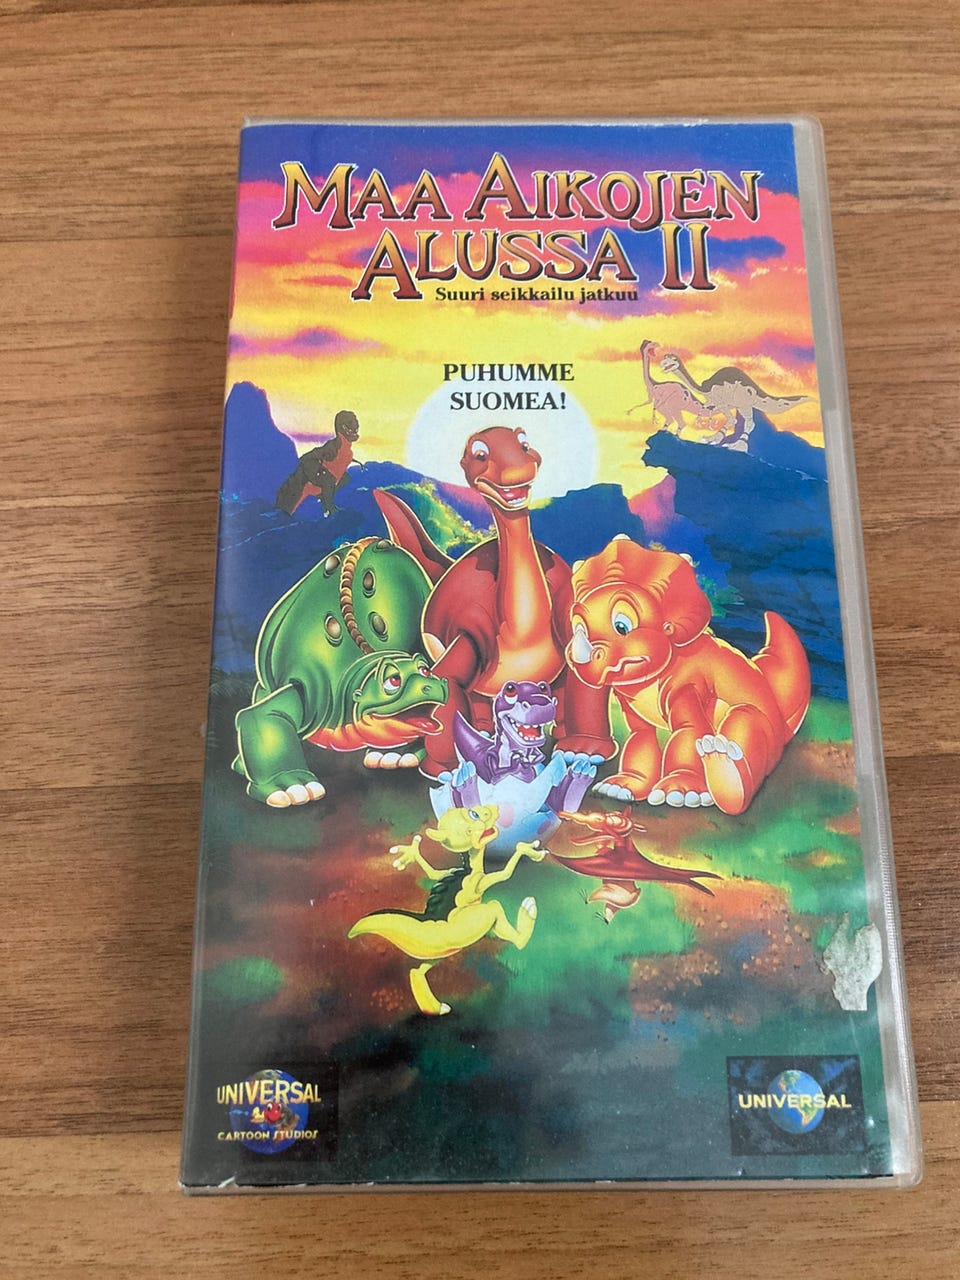 MAA AIKOJEN
ALUSSA II
Suuri seikkailu jatkuu
PUHUMME
SUOMEA!
UNIVERSAL
CARTOON STUDIOS
UNIVERSAL